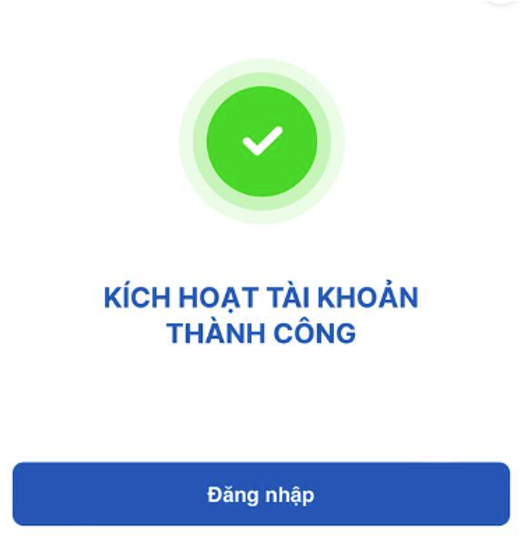 KÍCH HOẠT TÀI KHOẢN
THÀNH CÔNG
Đăng nhập